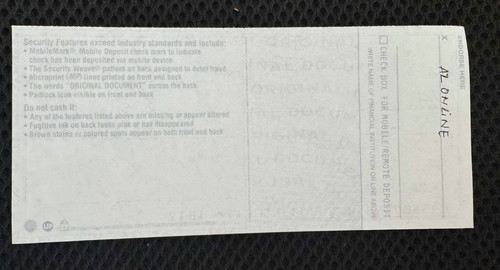 Security Features exceed industry standards and include:
• MobileMark®: Mobile Deposit check mark to indicate
check has been deposited via mobile device
• The Security Weave® pattern on back designed to deter fraud
• Microprint (MP) lines printed on front and back
• The words "ORIGINAL DOCUMENT" across the back
• Padlock icon visible on front and back
Do not cash if:
• Any of the features listed above are missing or appear altered
• Fugitive ink on back looks pink or has disappeared
• Brown stains or colored spots appear on both front and back
ENDORSE HERE
X AZ ONLINE
CHECK BOX FOR MOBILE/REMOTE DEPOSIT
WRITE NAME OF FINANCIAL INSTITUTION ON LINE ABOVE